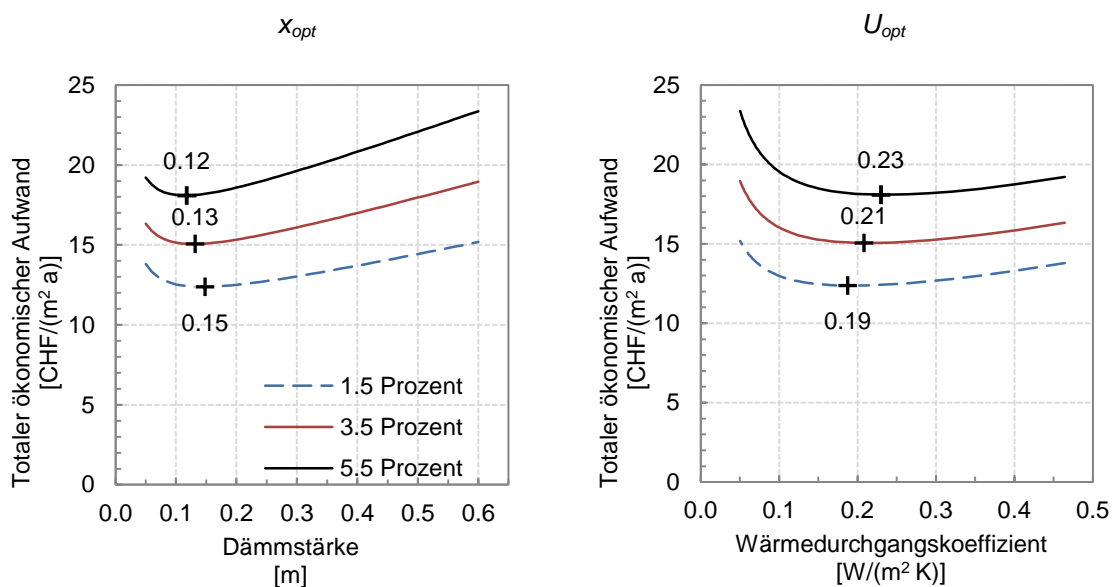 x_opt
Totaler ökonomischer Aufwand
[CHF/(m² a)]
25
20
15
10
5
0
0.12
0.13
0.15
1.5 Prozent
3.5 Prozent
5.5 Prozent
0.0 0.1 0.2 0.3 0.4 0.5 0.6
Dämmstärke
[m]
U_opt
Totaler ökonomischer Aufwand
[CHF/(m² a)]
25
20
15
10
5
0
0.23
0.21
0.19
0.0 0.1 0.2 0.3 0.4 0.5
Wärmedurchgangskoeffizient
[W/(m² K)]